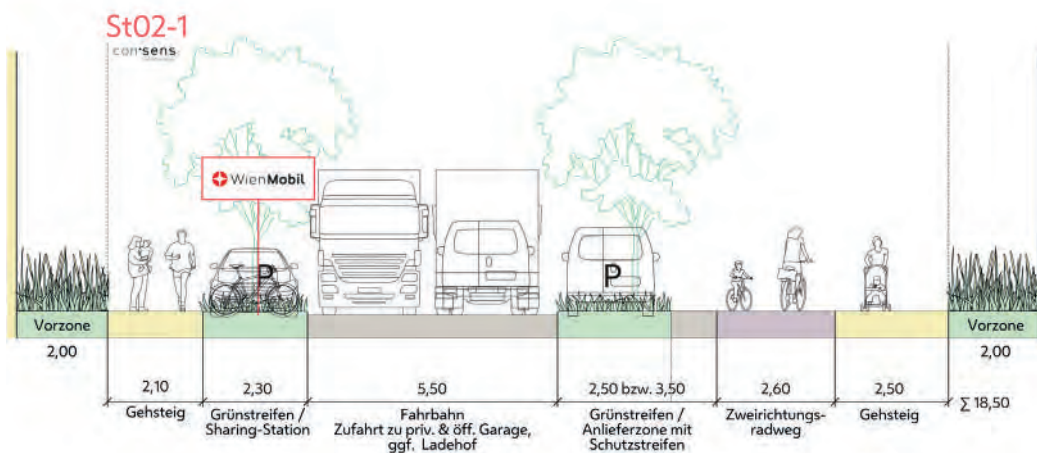 St02-1
con·sens
WienMobil
P
P
Vorzone
Vorzone
2,00
2,00
2,10
2,30
5,50
2,50 bzw. 3,50
2,60
2,50
∑ 18,50
Gehsteig
Grünstreifen /
Sharing-Station
Fahrbahn
Zufahrt zu priv. & öff. Garage,
ggf. Ladehof
Grünstreifen /
Anlieferzone mit
Schutzstreifen
Zweirichtungs-
radweg
Gehsteig